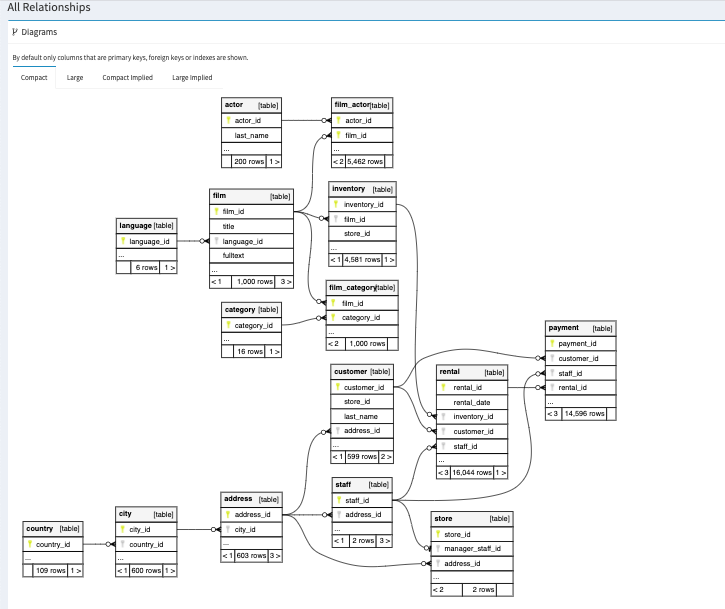 All Relationships
Diagrams
By default only columns that are primary keys, foreign keys or indexes are shown.
Compact Large Compact Implied Large Implied
actor [table]
actor_id
last_name
...
200 rows 1 >
film_actor[table]
actor_id
film_id
...
< 2 5,462 rows
film [table]
film_id
title
language_id
fulltext
...
< 1 1,000 rows 3 >
inventory [table]
inventory_id
film_id
store_id
...
< 1 4,581 rows 1 >
language [table]
language_id
...
6 rows 1 >
film_category[table]
film_id
category_id
...
< 2 1,000 rows
category [table]
category_id
...
16 rows 1 >
payment [table]
payment_id
customer_id
staff_id
rental_id
...
< 3 14,596 rows
customer [table]
customer_id
store_id
last_name
address_id
...
< 1 599 rows 2 >
rental [table]
rental_id
rental_date
inventory_id
customer_id
staff_id
...
< 3 16,044 rows 1 >
staff [table]
staff_id
address_id
...
< 1 2 rows 3 >
address [table]
address_id
city_id
...
< 1 603 rows 3 >
city [table]
city_id
country_id
...
< 1 600 rows 1 >
country [table]
country_id
...
109 rows 1 >
store [table]
store_id
manager_staff_id
address_id
...
< 2 2 rows